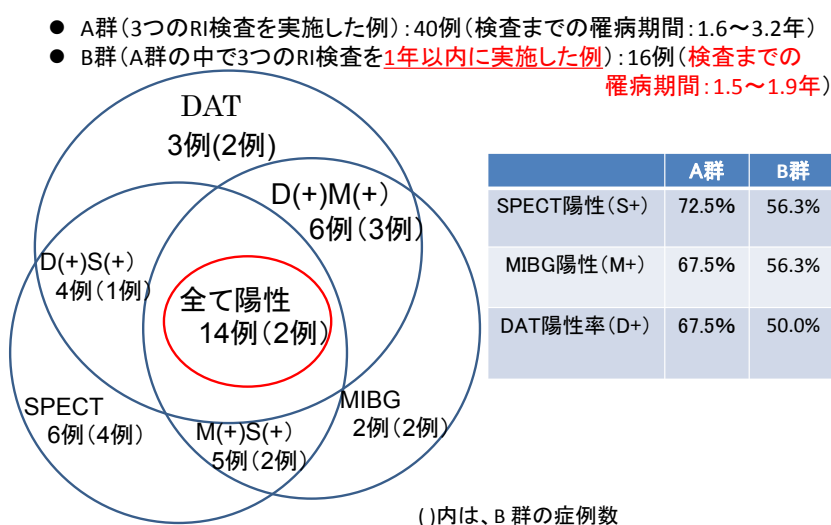 ● A群（3つのRI検査を実施した例）：40例（検査までの罹病期間：1.6～3.2年）
● B群（A群の中で3つのRI検査を1年以内に実施した例）：16例（検査までの
罹病期間：1.5～1.9年）
DAT
3例(2例)
D(+)M(+)
6例（3例）
D(+)S(+)
4例（1例）
全て陽性
14例（2例）
SPECT
6例（4例）
M(+)S(+)
5例（2例）
MIBG
2例（2例）
A群 B群
SPECT陽性（S+） 72.5% 56.3%
MIBG陽性（M+） 67.5% 56.3%
DAT陽性率（D+） 67.5% 50.0%
( )内は、B 群の症例数